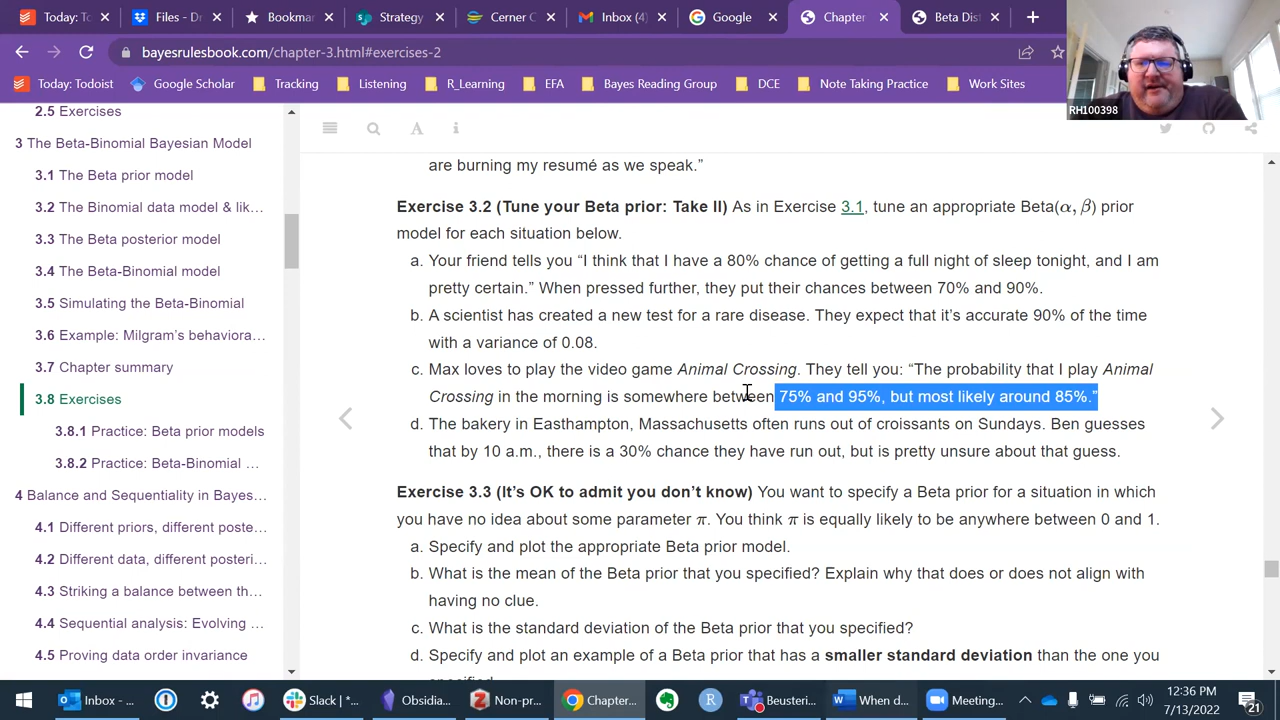 Today: To
Files - Dr
Bookmar
Strategy
Cerner C
Inbox (4)
Google
Chapter
Beta Dis
bayesrulesbook.com/chapter-3.html#exercises-2
Today: Todoist
Google Scholar
Tracking
Listening
R_Learning
EFA
Bayes Reading Group
DCE
Note Taking Practice
Work Sites
RH100398
2.5 Exercises
3 The Beta-Binomial Bayesian Model
3.1 The Beta prior model
3.2 The Binomial data model & lik…
3.3 The Beta posterior model
3.4 The Beta-Binomial model
3.5 Simulating the Beta-Binomial
3.6 Example: Milgram’s behaviora…
3.7 Chapter summary
3.8 Exercises
3.8.1 Practice: Beta prior models
3.8.2 Practice: Beta-Binomial …
4 Balance and Sequentiality in Bayes…
4.1 Different priors, different poste…
4.2 Different data, different posteri…
4.3 Striking a balance between th…
4.4 Sequential analysis: Evolving …
4.5 Proving data order invariance
are burning my resumé as we speak.”
Exercise 3.2 (Tune your Beta prior: Take II) As in Exercise 3.1, tune an appropriate Beta(α, β) prior
model for each situation below.
a. Your friend tells you “I think that I have a 80% chance of getting a full night of sleep tonight, and I am
pretty certain.” When pressed further, they put their chances between 70% and 90%.
b. A scientist has created a new test for a rare disease. They expect that it’s accurate 90% of the time
with a variance of 0.08.
c. Max loves to play the video game Animal Crossing. They tell you: “The probability that I play Animal
Crossing in the morning is somewhere between 75% and 95%, but most likely around 85%.”
d. The bakery in Easthampton, Massachusetts often runs out of croissants on Sundays. Ben guesses
that by 10 a.m., there is a 30% chance they have run out, but is pretty unsure about that guess.
Exercise 3.3 (It’s OK to admit you don’t know) You want to specify a Beta prior for a situation in which
you have no idea about some parameter π. You think π is equally likely to be anywhere between 0 and 1.
a. Specify and plot the appropriate Beta prior model.
b. What is the mean of the Beta prior that you specified? Explain why that does or does not align with
having no clue.
c. What is the standard deviation of the Beta prior that you specified?
d. Specify and plot an example of a Beta prior that has a smaller standard deviation than the one you
specified.
Inbox - …
Slack | *…
Obsidia…
Non-pr…
Chapter…
Beusteri…
When d…
Meeting…
12:36 PM
7/13/2022
21